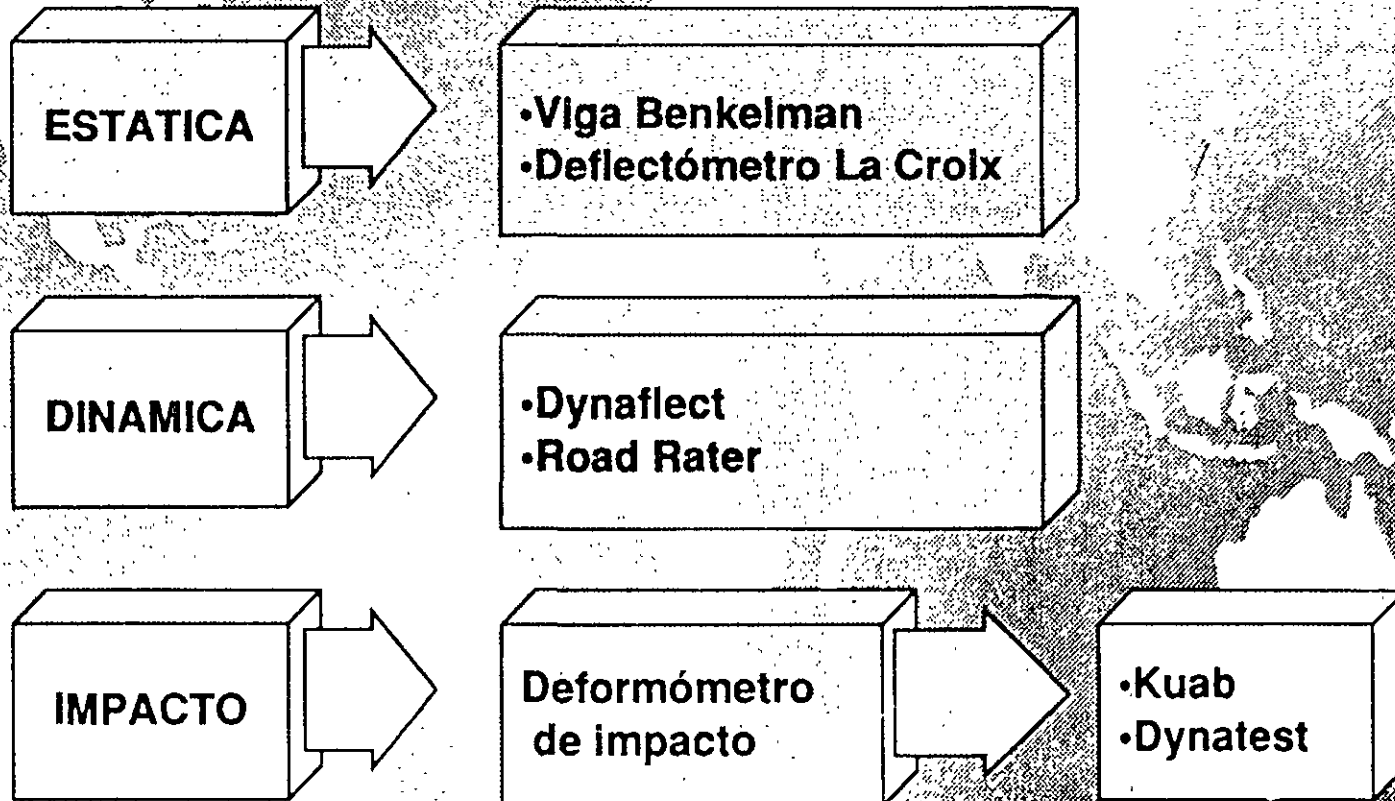 ESTATICA
•Viga Benkelman
•Deflectómetro La Croix
DINAMICA
•Dynaflect
•Road Rater
IMPACTO
Deformómetro
de impacto
•Kuab
•Dynatest